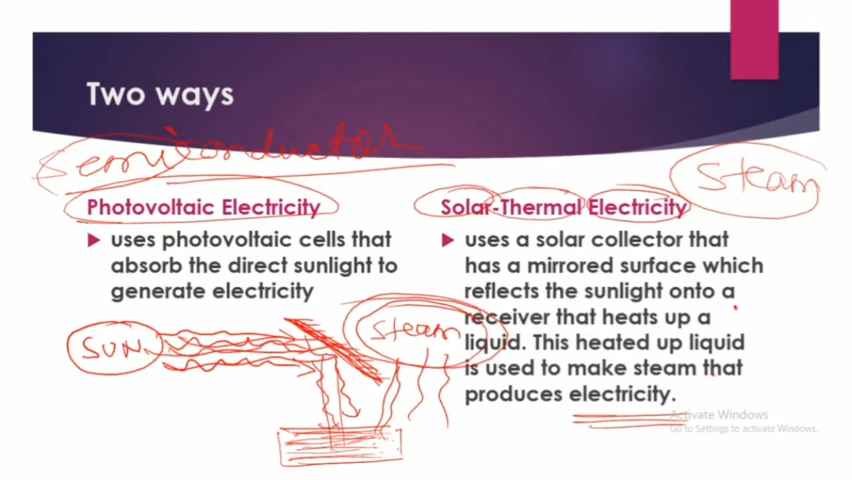 Two ways
Semiconductor
Steam
Photovoltaic Electricity
uses photovoltaic cells that
absorb the direct sunlight to
generate electricity
Solar-Thermal Electricity
uses a solar collector that
has a mirrored surface which
reflects the sunlight onto a
receiver that heats up a
liquid. This heated up liquid
is used to make steam that
produces electricity.
SUN
Steam
Activate Windows
Go to Settings to activate Windows.